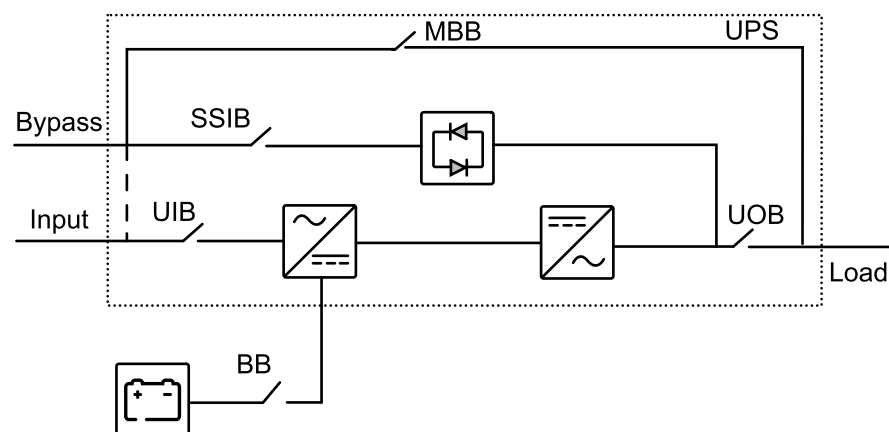 MBB
UPS
Bypass
SSIB
Input
UIB
UOB
Load
BB